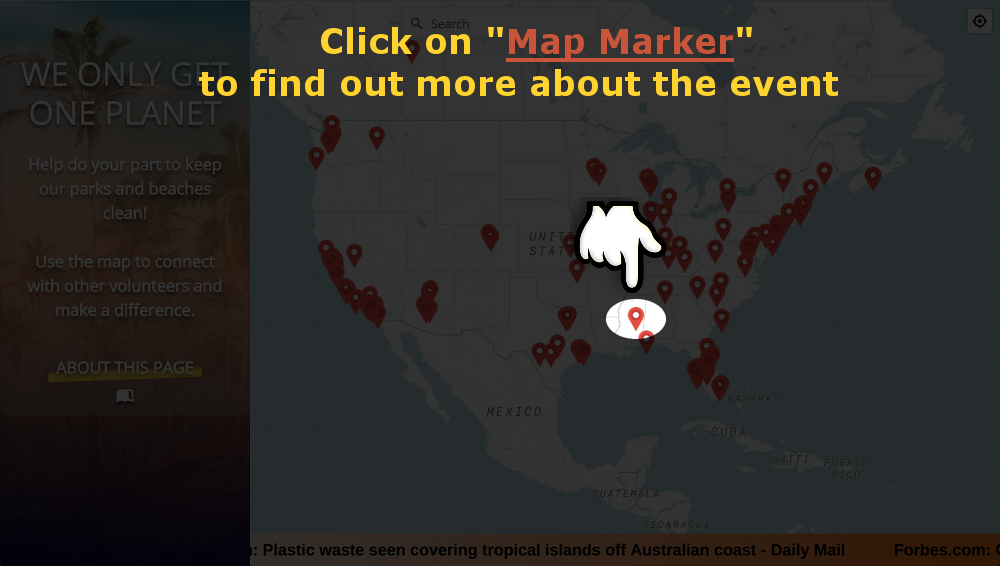 Search
Click on "Map Marker"
to find out more about the event
WE ONLY GET
ONE PLANET
Help do your part to keep
our parks and beaches
clean!
Use the map to connect
with other volunteers and
make a difference.
ABOUT THIS PAGE
UNITED
STATES
MEXICO
BAHAMAS
CUBA
HAITI
PUERTO
RICO
GUATEMALA
NICARAGUA
: Plastic waste seen covering tropical islands off Australian coast - Daily Mail
Forbes.com: